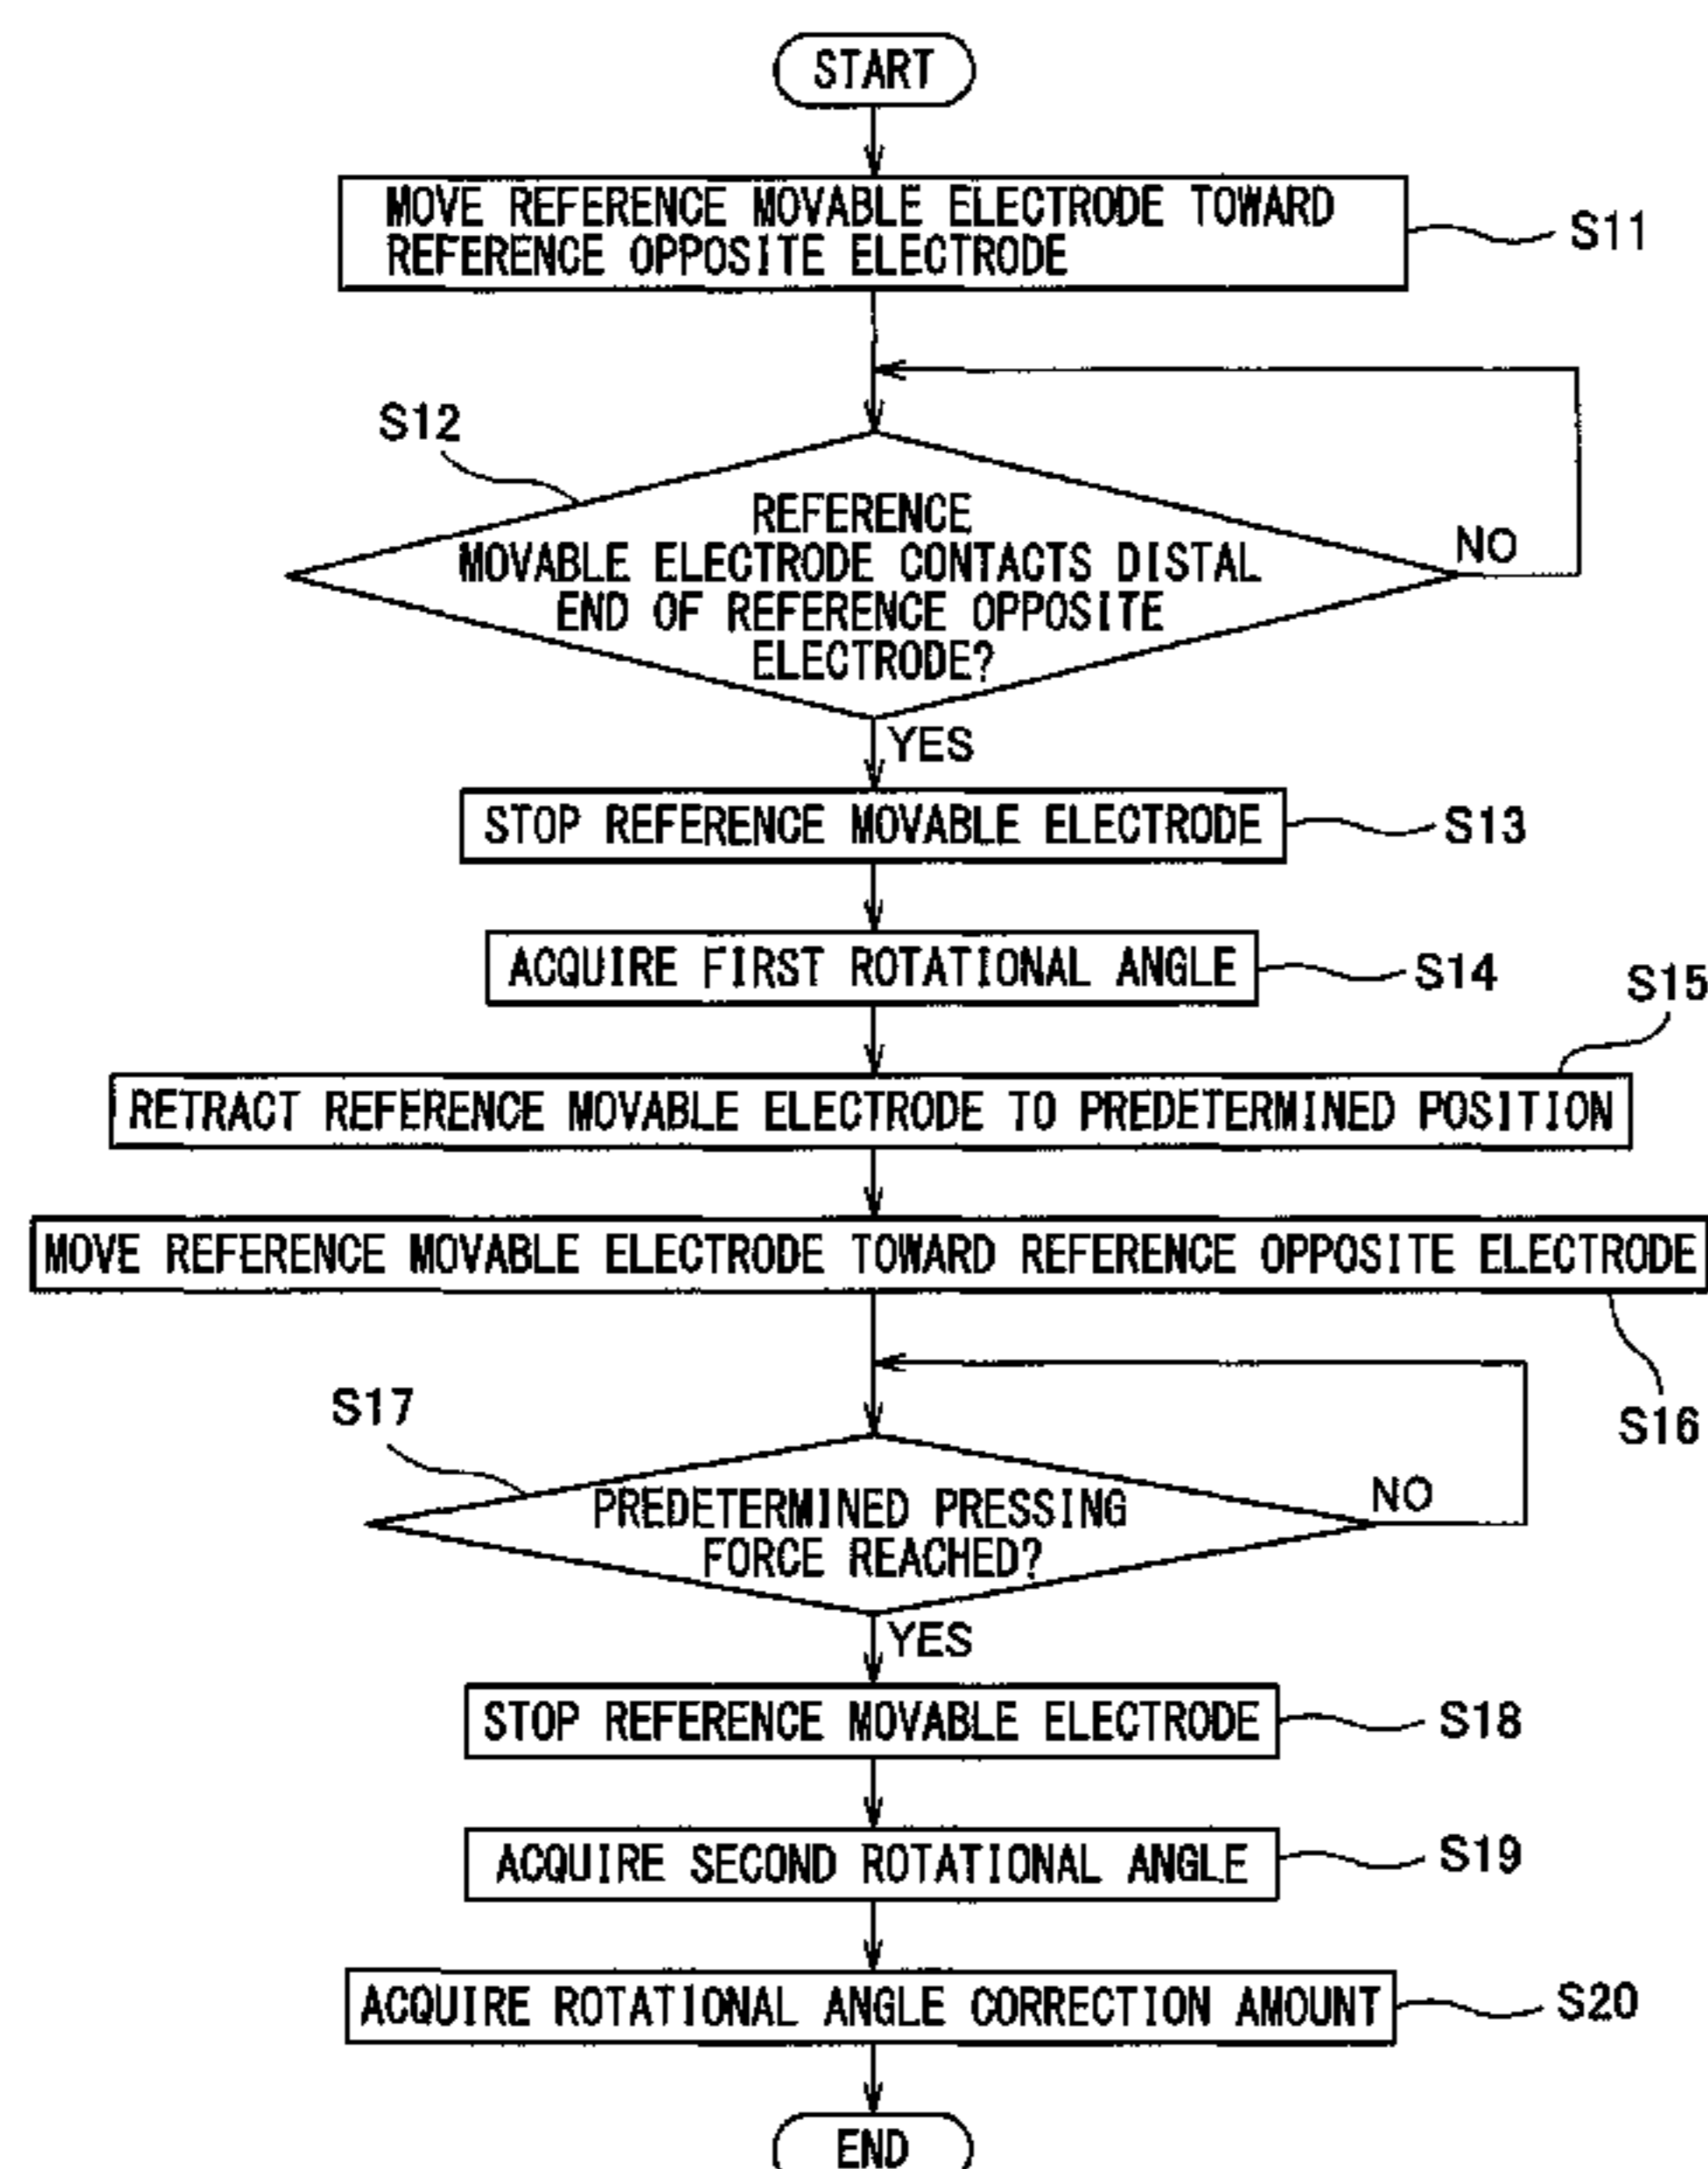 START
MOVE REFERENCE MOVABLE ELECTRODE TOWARD
REFERENCE OPPOSITE ELECTRODE
S11
S12
REFERENCE
MOVABLE ELECTRODE CONTACTS DISTAL
END OF REFERENCE OPPOSITE
ELECTRODE?
NO
YES
STOP REFERENCE MOVABLE ELECTRODE
S13
ACQUIRE FIRST ROTATIONAL ANGLE
S14
S15
RETRACT REFERENCE MOVABLE ELECTRODE TO PREDETERMINED POSITION
MOVE REFERENCE MOVABLE ELECTRODE TOWARD REFERENCE OPPOSITE ELECTRODE
S16
S17
PREDETERMINED PRESSING
FORCE REACHED?
NO
YES
STOP REFERENCE MOVABLE ELECTRODE
S18
ACQUIRE SECOND ROTATIONAL ANGLE
S19
ACQUIRE ROTATIONAL ANGLE CORRECTION AMOUNT
S20
END